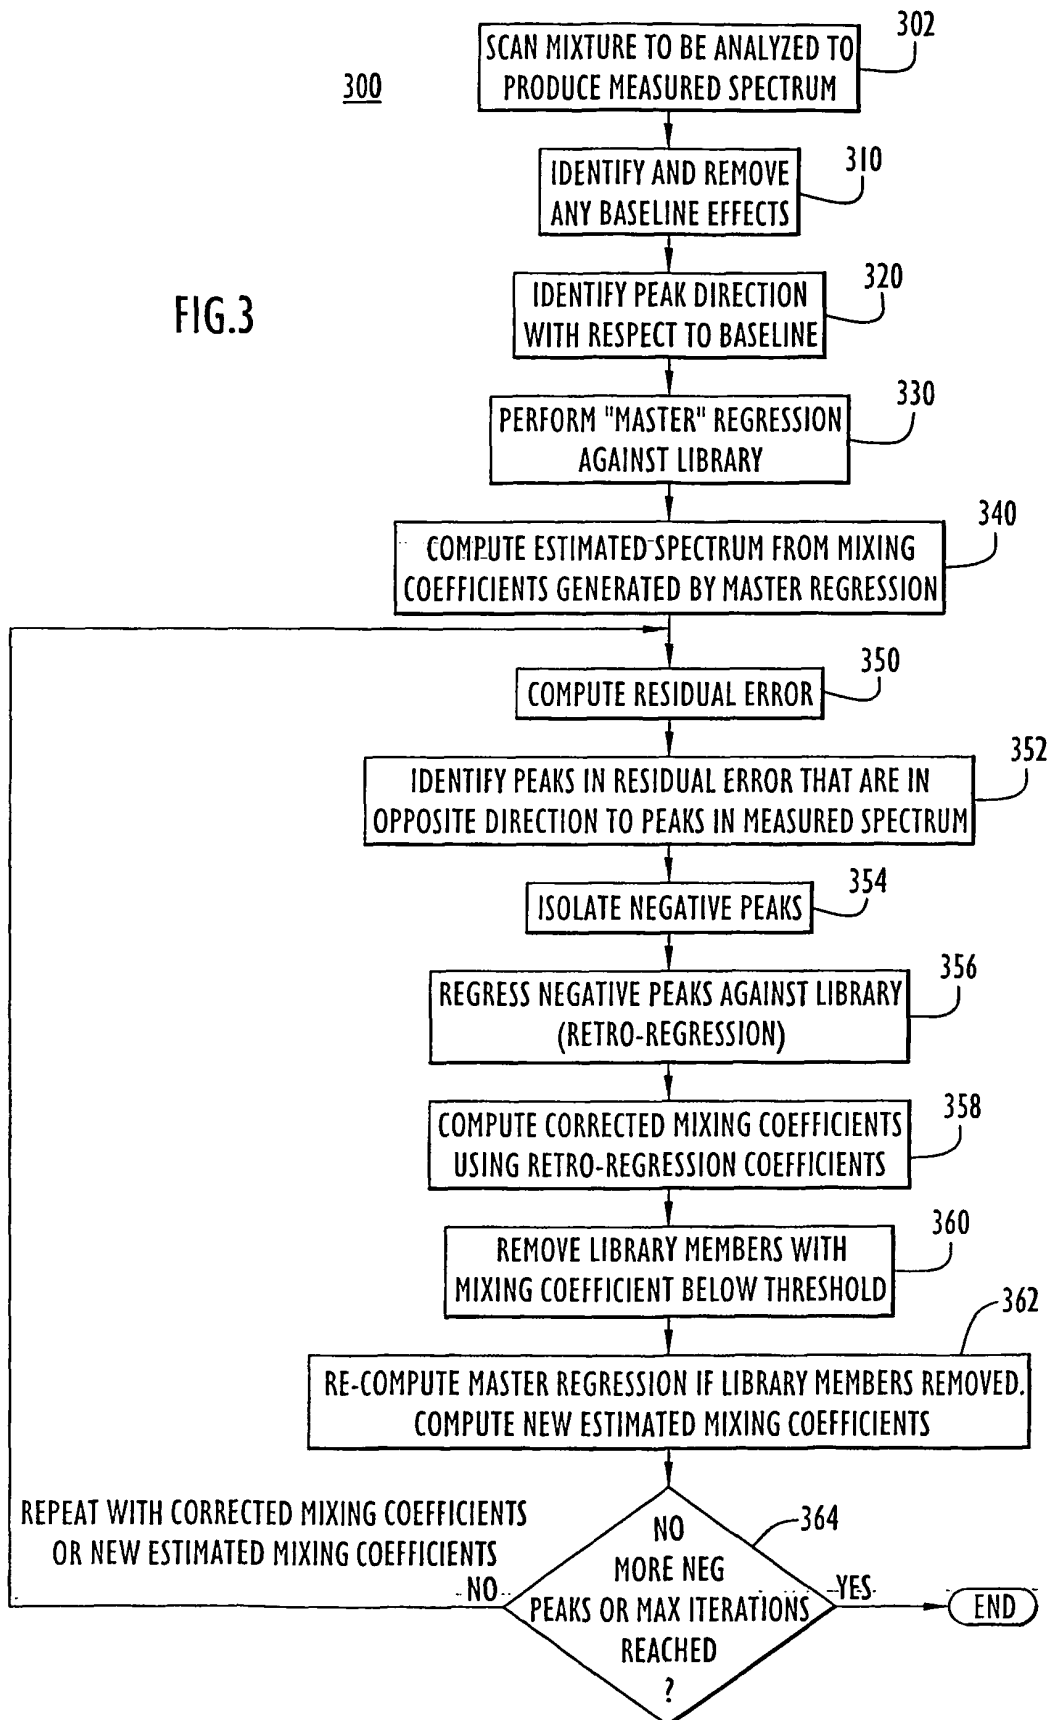 302
SCAN MIXTURE TO BE ANALYZED TO
PRODUCE MEASURED SPECTRUM
300
310
IDENTIFY AND REMOVE
ANY BASELINE EFFECTS
320
IDENTIFY PEAK DIRECTION
WITH RESPECT TO BASELINE
FIG.3
330
PERFORM "MASTER" REGRESSION
AGAINST LIBRARY
340
COMPUTE ESTIMATED SPECTRUM FROM MIXING
COEFFICIENTS GENERATED BY MASTER REGRESSION
350
COMPUTE RESIDUAL ERROR
352
IDENTIFY PEAKS IN RESIDUAL ERROR THAT ARE IN
OPPOSITE DIRECTION TO PEAKS IN MEASURED SPECTRUM
354
ISOLATE NEGATIVE PEAKS
356
REGRESS NEGATIVE PEAKS AGAINST LIBRARY
(RETRO-REGRESSION)
358
COMPUTE CORRECTED MIXING COEFFICIENTS
USING RETRO-REGRESSION COEFFICIENTS
360
REMOVE LIBRARY MEMBERS WITH
MIXING COEFFICIENT BELOW THRESHOLD
362
RE-COMPUTE MASTER REGRESSION IF LIBRARY MEMBERS REMOVED.
COMPUTE NEW ESTIMATED MIXING COEFFICIENTS
REPEAT WITH CORRECTED MIXING COEFFICIENTS
OR NEW ESTIMATED MIXING COEFFICIENTS
364
NO
MORE NEG
PEAKS OR MAX ITERATIONS
REACHED
?
NO
YES
END